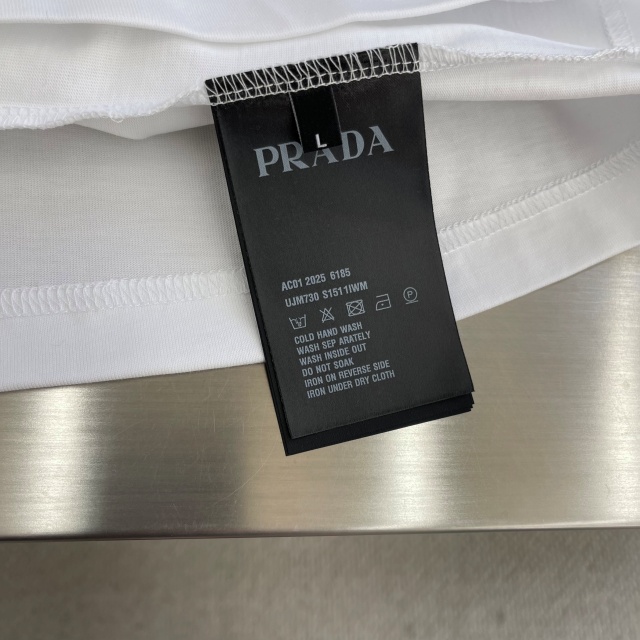 L
PRADA
AC01 2025 6185
UJM730 S1511IWM
P
COLD HAND WASH
WASH SEP ARATELY
WASH INSIDE OUT
DO NOT SOAK
IRON ON REVERSE SIDE
IRON UNDER DRY CLOTH